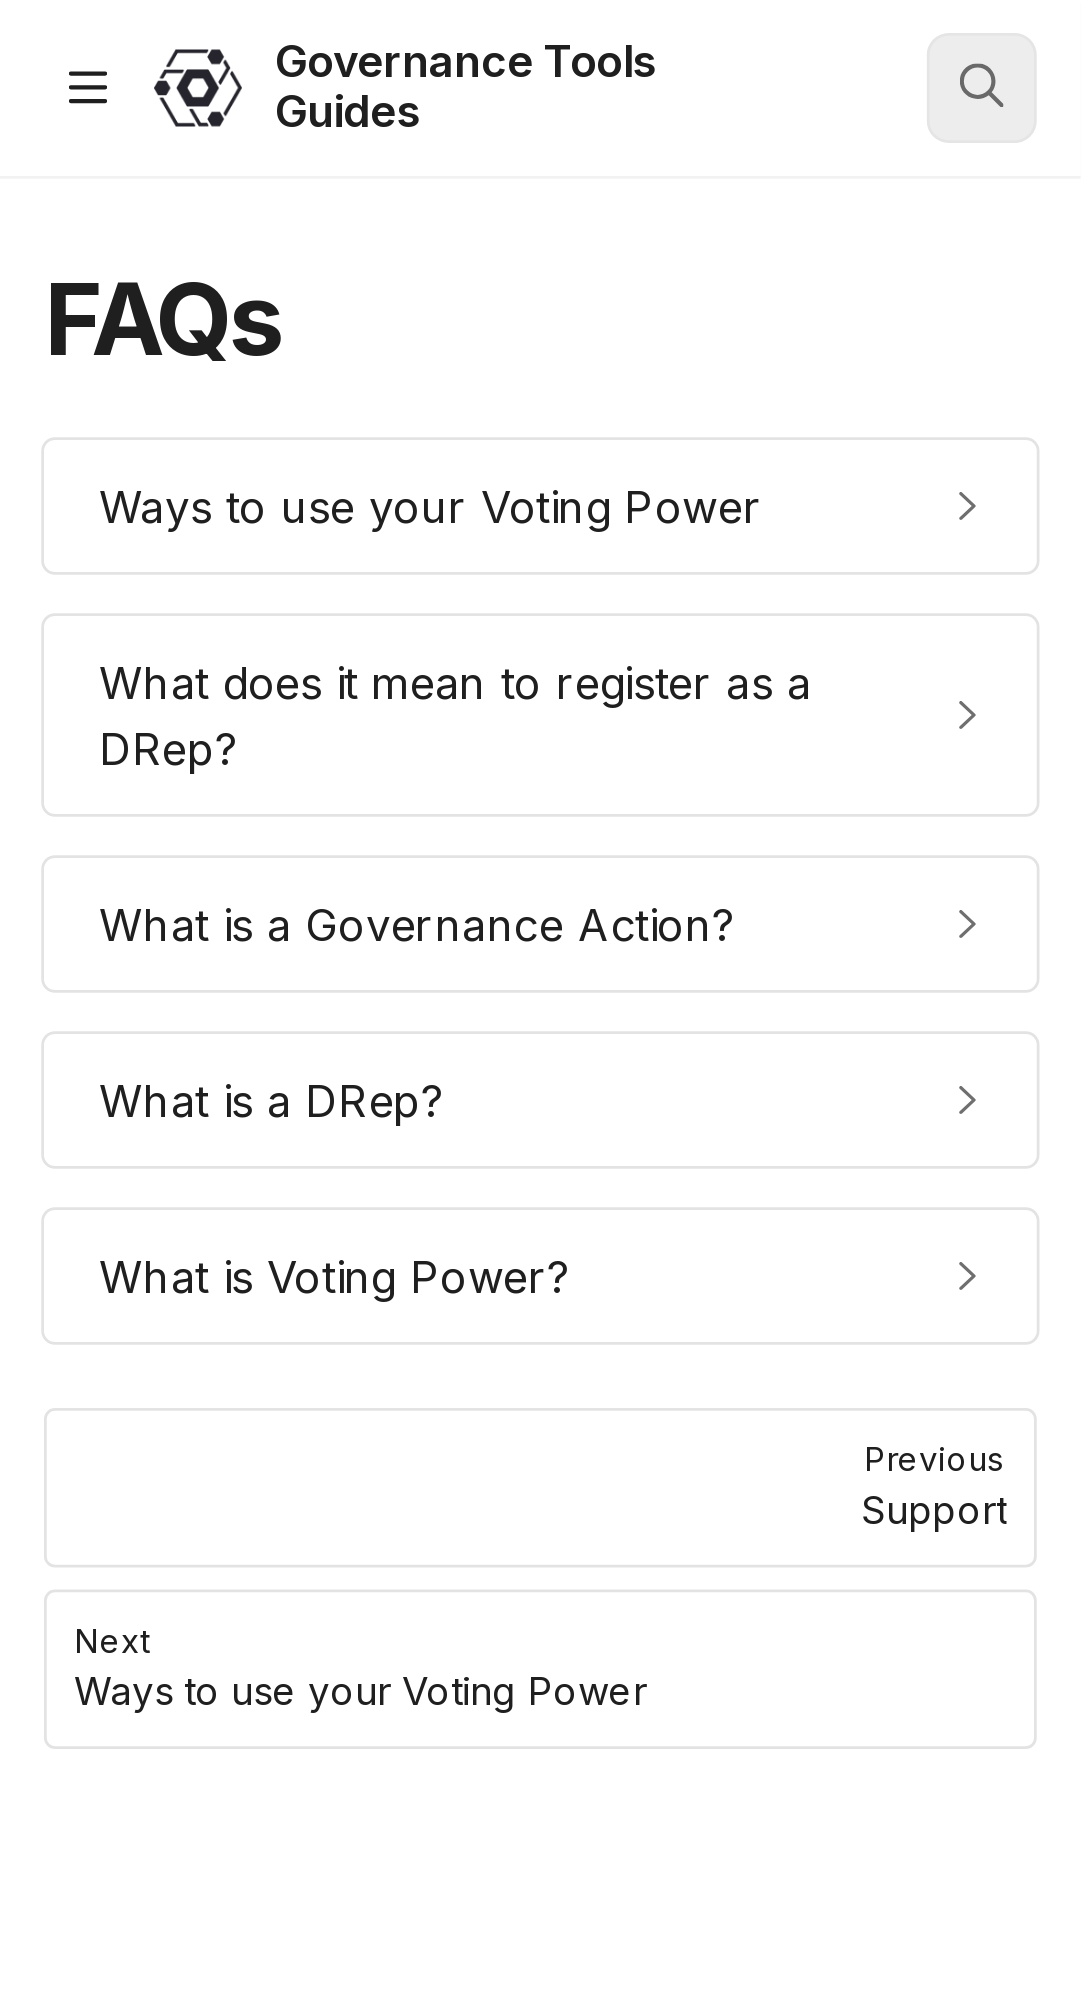 Governance Tools
Guides
FAQs
Ways to use your Voting Power
What does it mean to register as a
DRep?
What is a Governance Action?
What is a DRep?
What is Voting Power?
Previous
Support
Next
Ways to use your Voting Power